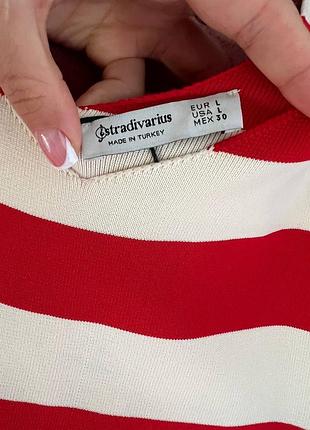 stradivarius
MADE IN TURKEY
EUR L
USA L
MEX 30